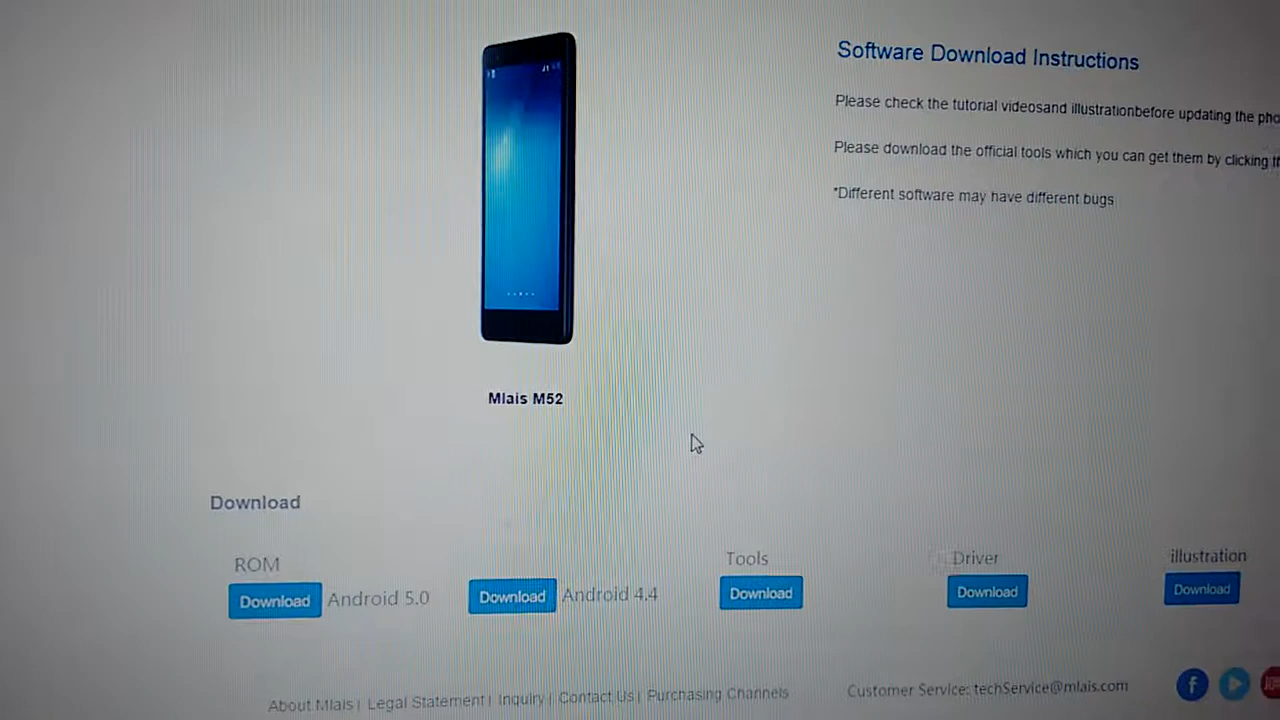 Software Download Instructions
Please check the tutorial videosand illustrationbefore updating the
Please download the official tools which you can get them by clicking
*Different software may have different bugs
Mlais M52
Download
ROM
Tools
Driver
illustration
Download Android 5.0
Download Android 4.4
Download
Download
Download
About Mlais| Legal Statement| Inquiry| Contact Us| Purchasing Channels
Customer Service: techService@mlais.com
f